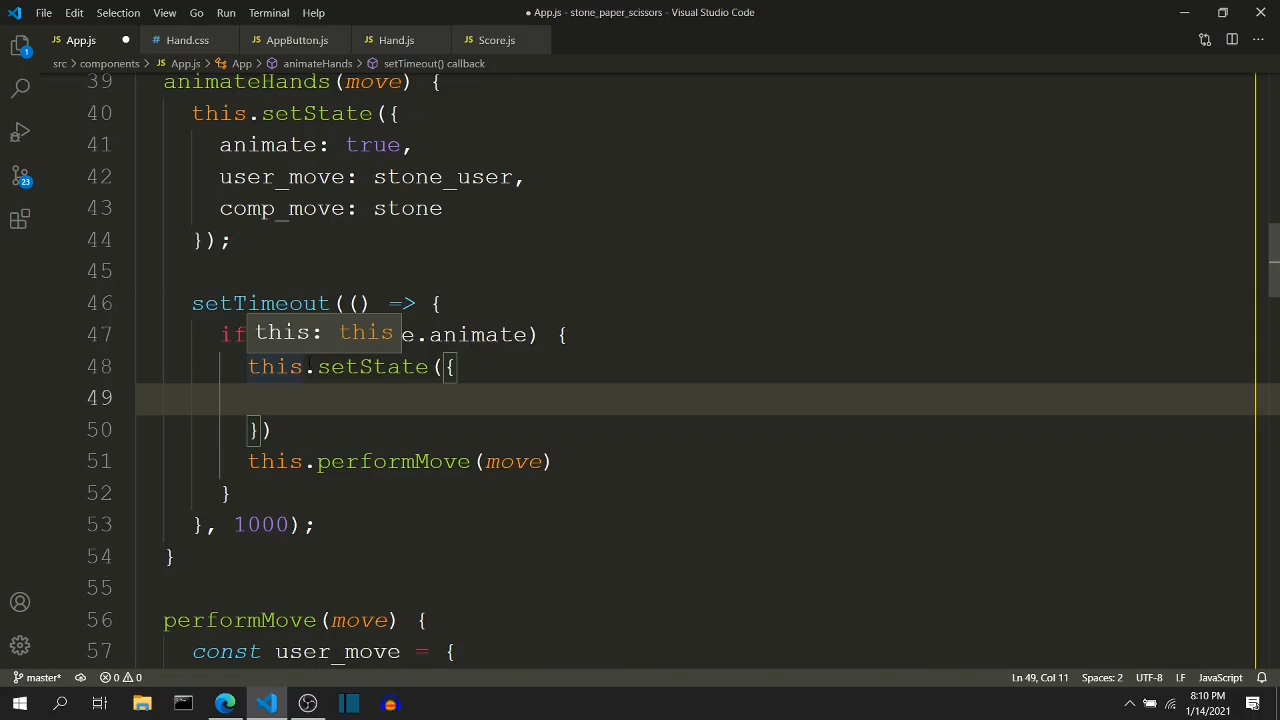 File Edit Selection View Go Run Terminal Help
● App.js - stone_paper_scissors - Visual Studio Code
App.js ● # Hand.css AppButton.js Hand.js Score.js
src > components > App.js > App > animateHands > setTimeout() callback
39 animateHands(move) {
40 this.setState({
41 animate: true,
42 user_move: stone_user,
43 comp_move: stone
44 });
45
46 setTimeout(() => {
this: this
47 if e.animate) {
48 this.setState({
49
50 })
51 this.performMove(move)
52 }
53 }, 1000);
54 }
55
56 performMove(move) {
57 const user_move = {
1
23
master* 0 0 Ln 49, Col 11 Spaces: 2 UTF-8 LF JavaScript
8:10 PM
1/14/2021